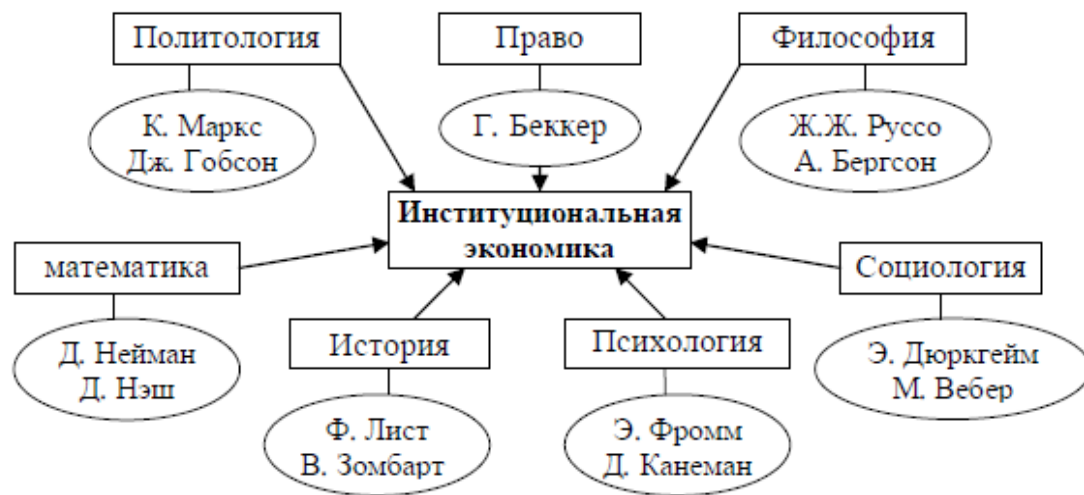 Политология
Право
Философия
К. Маркс
Дж. Гобсон
Г. Беккер
Ж.Ж. Руссо
А. Бергсон
Институциональная
экономика
математика
Социология
Д. Нейман
Д. Нэш
История
Психология
Э. Дюркгейм
М. Вебер
Ф. Лист
В. Зомбарт
Э. Фромм
Д. Канеман